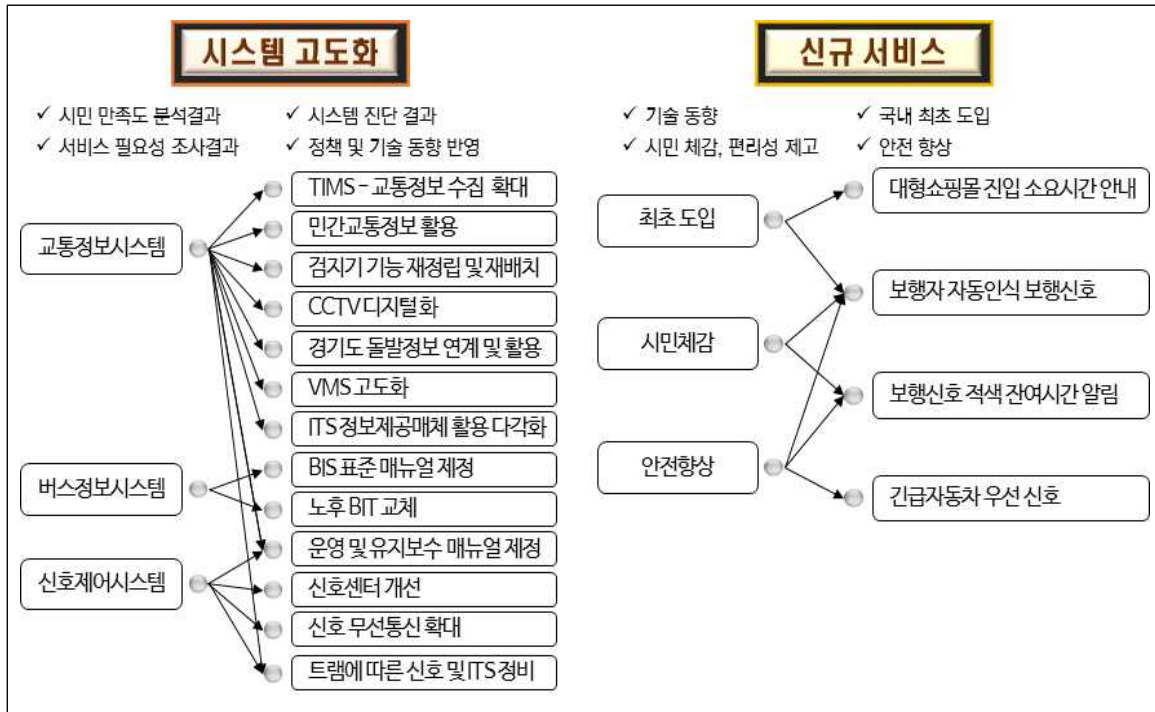 시스템 고도화
✓ 시민 만족도 분석결과
✓ 시스템 진단 결과
✓ 서비스 필요성 조사결과
✓ 정책 및 기술 동향 반영
교통정보시스템
버스정보시스템
신호제어시스템
TIMS - 교통정보 수집 확대
민간교통정보 활용
검지기 기능 재정립 및 재배치
CCTV 디지털화
경기도 돌발정보 연계 및 활용
VMS 고도화
ITS 정보제공매체 활용 다각화
BIS 표준 매뉴얼 제정
노후 BIT 교체
운영 및 유지보수 매뉴얼 제정
신호센터 개선
신호 무선통신 확대
트램에 따른 신호 및 ITS 정비
신규 서비스
✓ 기술 동향
✓ 국내 최초 도입
✓ 시민 체감, 편리성 제고
✓ 안전 향상
최초 도입
시민체감
안전향상
대형쇼핑몰 진입 소요시간 안내
보행자 자동인식 보행신호
보행신호 적색 잔여시간 알림
긴급자동차 우선 신호